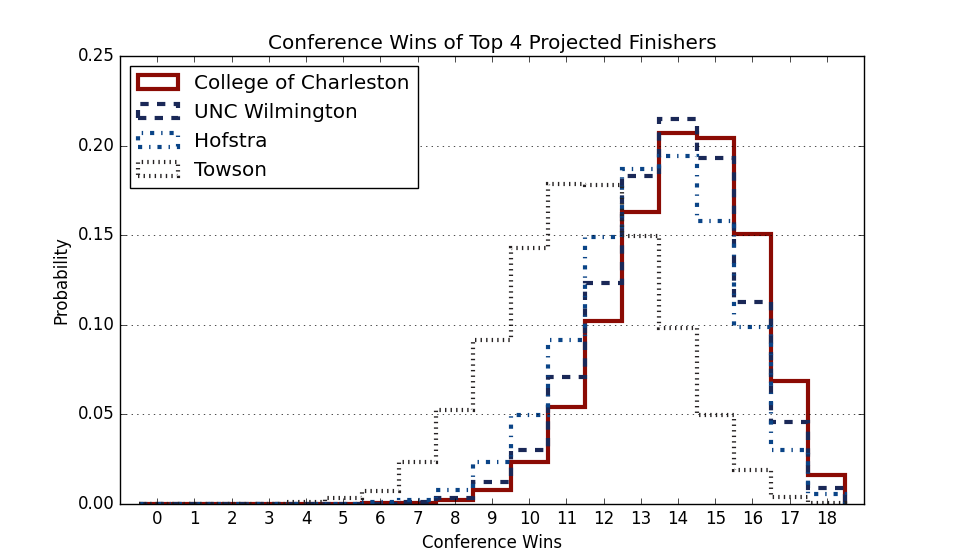 Conference Wins of Top 4 Projected Finishers
0.25
0.20
0.15
0.10
0.05
0.00
Probability
College of Charleston
UNC Wilmington
Hofstra
Towson
0 1 2 3 4 5 6 7 8 9 10 11 12 13 14 15 16 17 18
Conference Wins